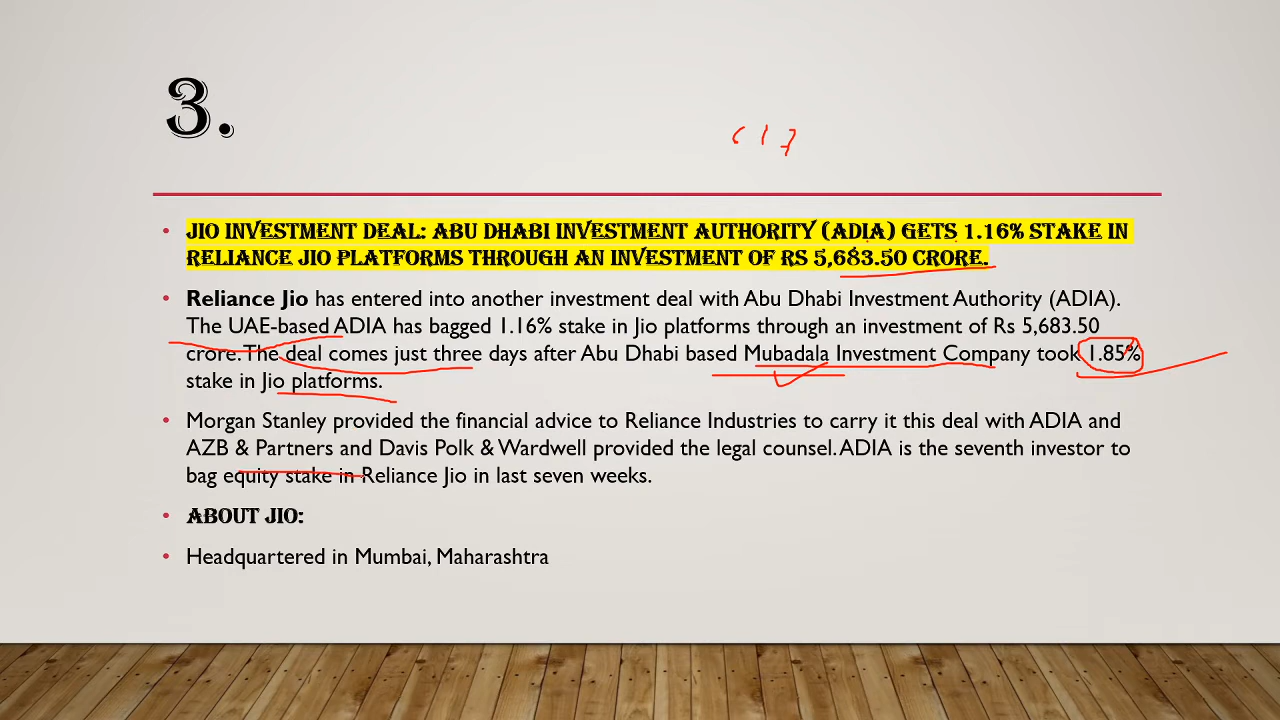 3.
JIO INVESTMENT DEAL: ABU DHABI INVESTMENT AUTHORITY (ADIA) GETS 1.16% STAKE IN
RELIANCE JIO PLATFORMS THROUGH AN INVESTMENT OF RS 5,683.50 CRORE.
Reliance Jio has entered into another investment deal with Abu Dhabi Investment Authority (ADIA).
The UAE-based ADIA has bagged 1.16% stake in Jio platforms through an investment of Rs 5,683.50
crore. The deal comes just three days after Abu Dhabi based Mubadala Investment Company took 1.85%
stake in Jio platforms.
Morgan Stanley provided the financial advice to Reliance Industries to carry it this deal with ADIA and
AZB & Partners and Davis Polk & Wardwell provided the legal counsel. ADIA is the seventh investor to
bag equity stake in Reliance Jio in last seven weeks.
ABOUT JIO:
Headquartered in Mumbai, Maharashtra